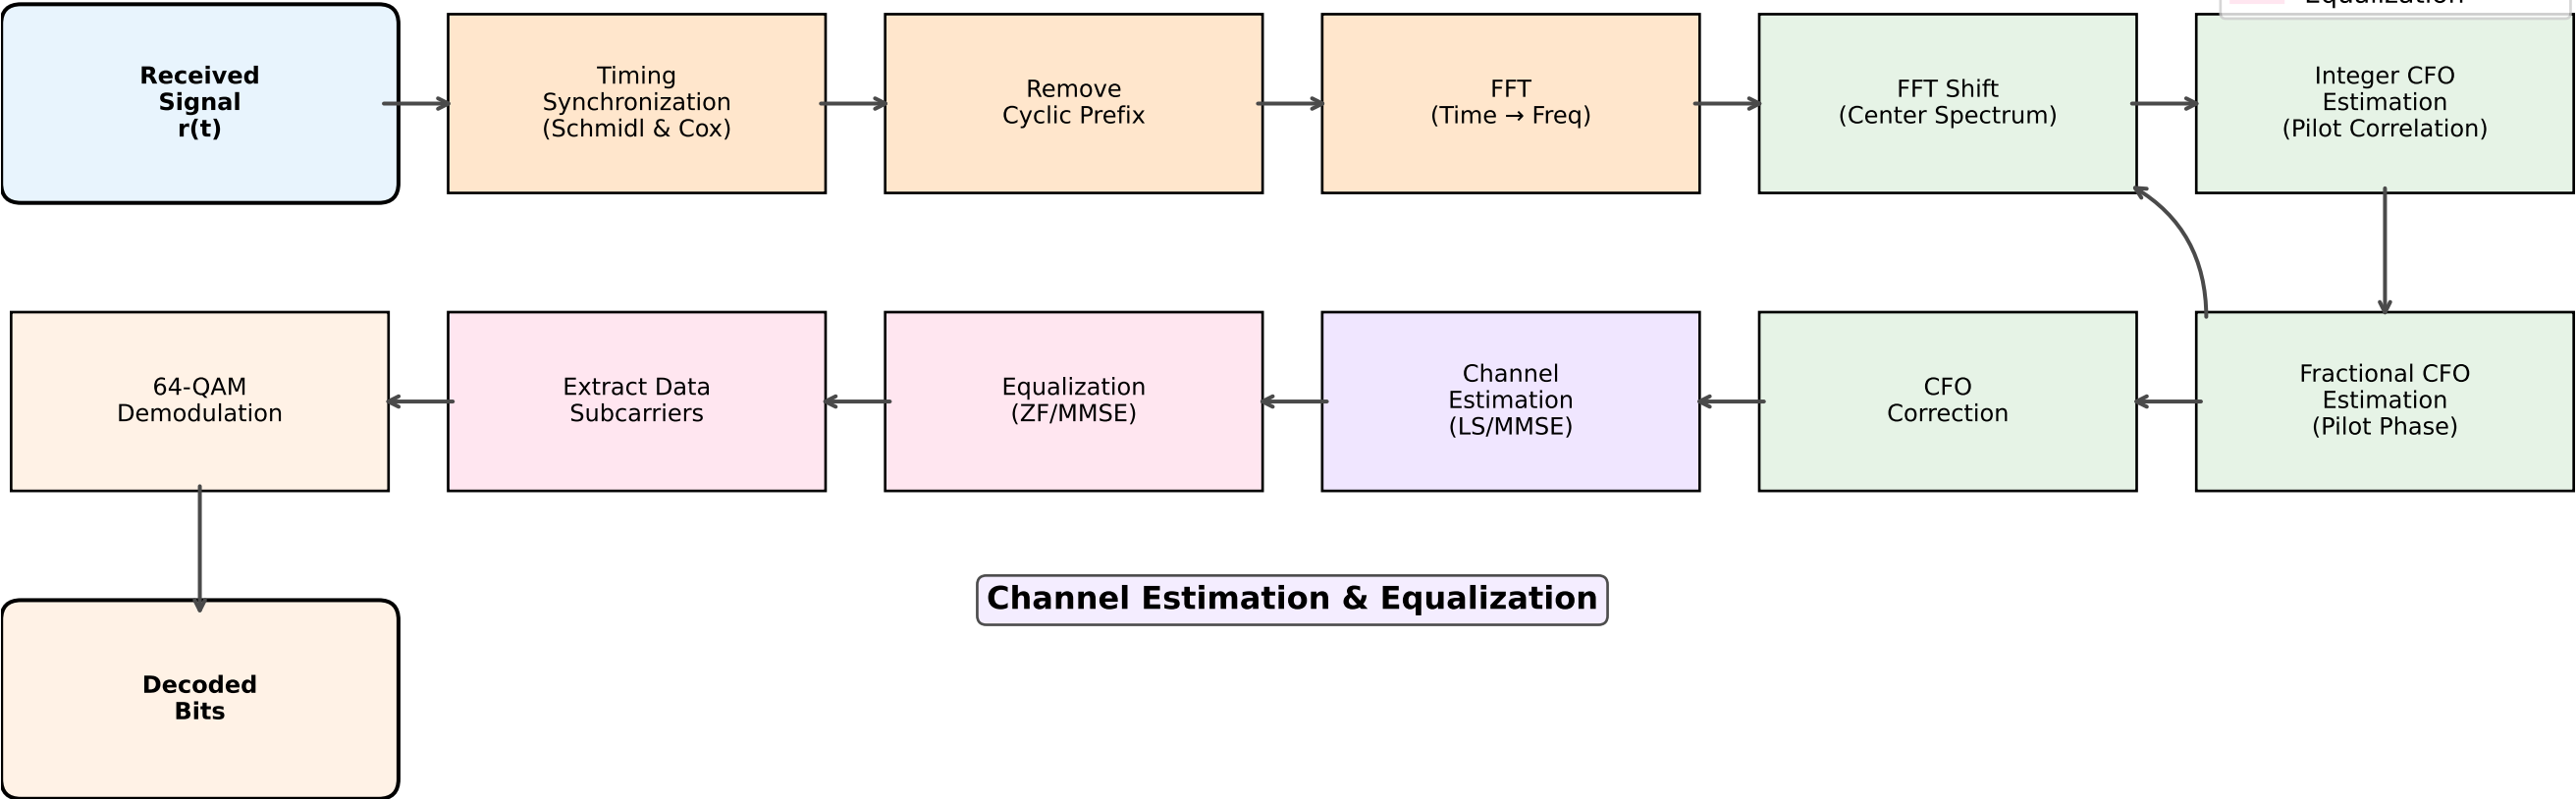 Equalization
Received
Signal
r(t)
Timing
Synchronization
(Schmidl & Cox)
Remove
Cyclic Prefix
FFT
(Time → Freq)
FFT Shift
(Center Spectrum)
Integer CFO
Estimation
(Pilot Correlation)
64-QAM
Demodulation
Extract Data
Subcarriers
Equalization
(ZF/MMSE)
Channel
Estimation
(LS/MMSE)
CFO
Correction
Fractional CFO
Estimation
(Pilot Phase)
Channel Estimation & Equalization
Decoded
Bits